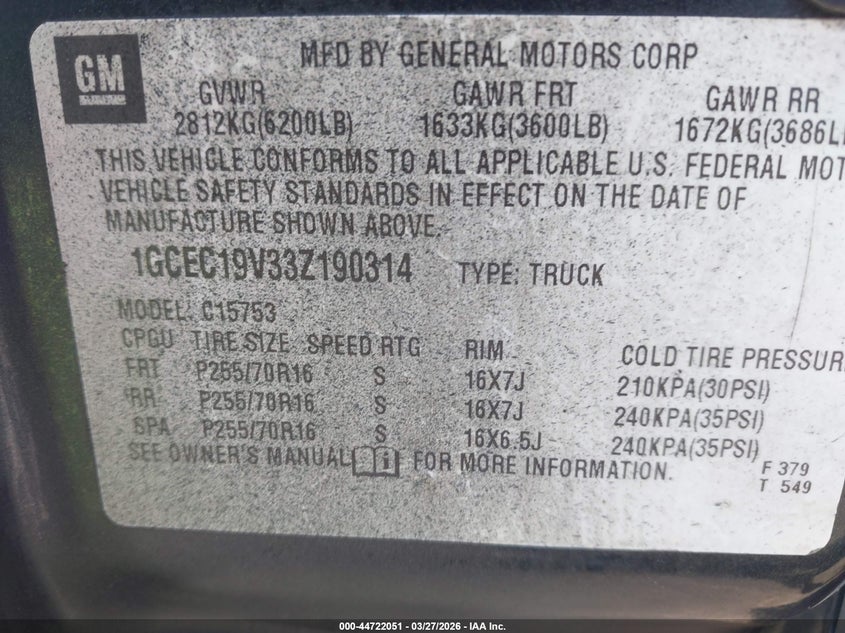 GM
MFD BY GENERAL MOTORS CORP
GVWR GAWR FRT GAWR RR
2812KG(6200LB) 1633KG(3600LB) 1672KG(3686L
THIS VEHICLE CONFORMS TO ALL APPLICABLE U.S. FEDERAL MOT
VEHICLE SAFETY STANDARDS IN EFFECT ON THE DATE OF
MANUFACTURE SHOWN ABOVE.
1GCEC19V33Z190314 TYPE: TRUCK
MODEL: C15753
CPGU TIRE SIZE SPEED RTG RIM COLD TIRE PRESSUR
FRT P255/70R16 S 16X7J 210KPA(30PSI)
RR P255/70R16 S 16X7J 240KPA(35PSI)
SPA P255/70R16 S 16X6.5J 240KPA(35PSI)
SEE OWNER'S MANUAL i FOR MORE INFORMATION.
F 379
T 549
000-44722051 | 03/27/2026 – IAA Inc.